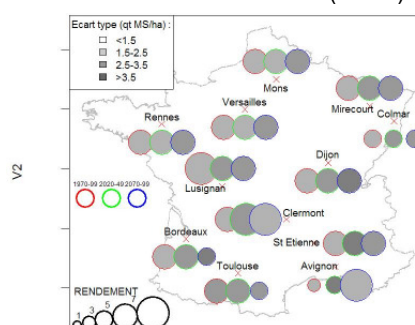 Ecart type (qt MS/ha) :
<1.5
1.5-2.5
2.5-3.5
>3.5
Mons
Versailles
Mirecourt
Colmar
Rennes
Dijon
Lusignan
V2
1970-99 2020-49 2070-99
Clermont
Bordeaux
St Etienne
Toulouse
Avignon
RENDEMENT
1 3 5 7